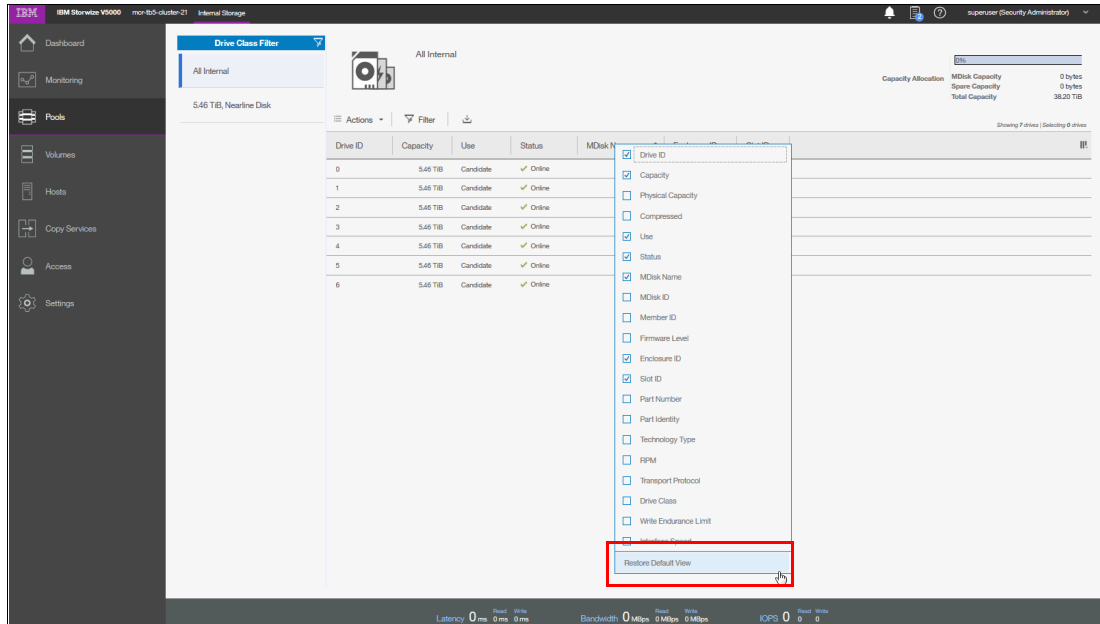 IBM IBM Storwize V5000 mor-tb5-cluster-21 Internal Storage 2 ? superuser (Security Administrator)
Dashboard
Monitoring
Pools
Volumes
Hosts
Copy Services
Access
Settings
Drive Class Filter
All Internal
5.46 TiB, Nearline Disk
All Internal
0%
Capacity Allocation
MDisk Capacity 0 bytes
Spare Capacity 0 bytes
Total Capacity 38.20 TiB
Actions Filter
Showing 7 drives | Selecting 0 drives
Drive ID Capacity Use Status MDisk N
0 5.46 TiB Candidate Online
1 5.46 TiB Candidate Online
2 5.46 TiB Candidate Online
3 5.46 TiB Candidate Online
4 5.46 TiB Candidate Online
5 5.46 TiB Candidate Online
6 5.46 TiB Candidate Online
Drive ID
Capacity
Physical Capacity
Compressed
Use
Status
MDisk Name
MDisk ID
Member ID
Firmware Level
Enclosure ID
Slot ID
Part Number
Part Identity
Technology Type
RPM
Transport Protocol
Drive Class
Write Endurance Limit
Interface Speed
Restore Default View
Latency 0 ms Read 0 ms Write 0 ms Bandwidth 0 MBps Read 0 MBps Write 0 MBps IOPS 0 Read 0 Write 0